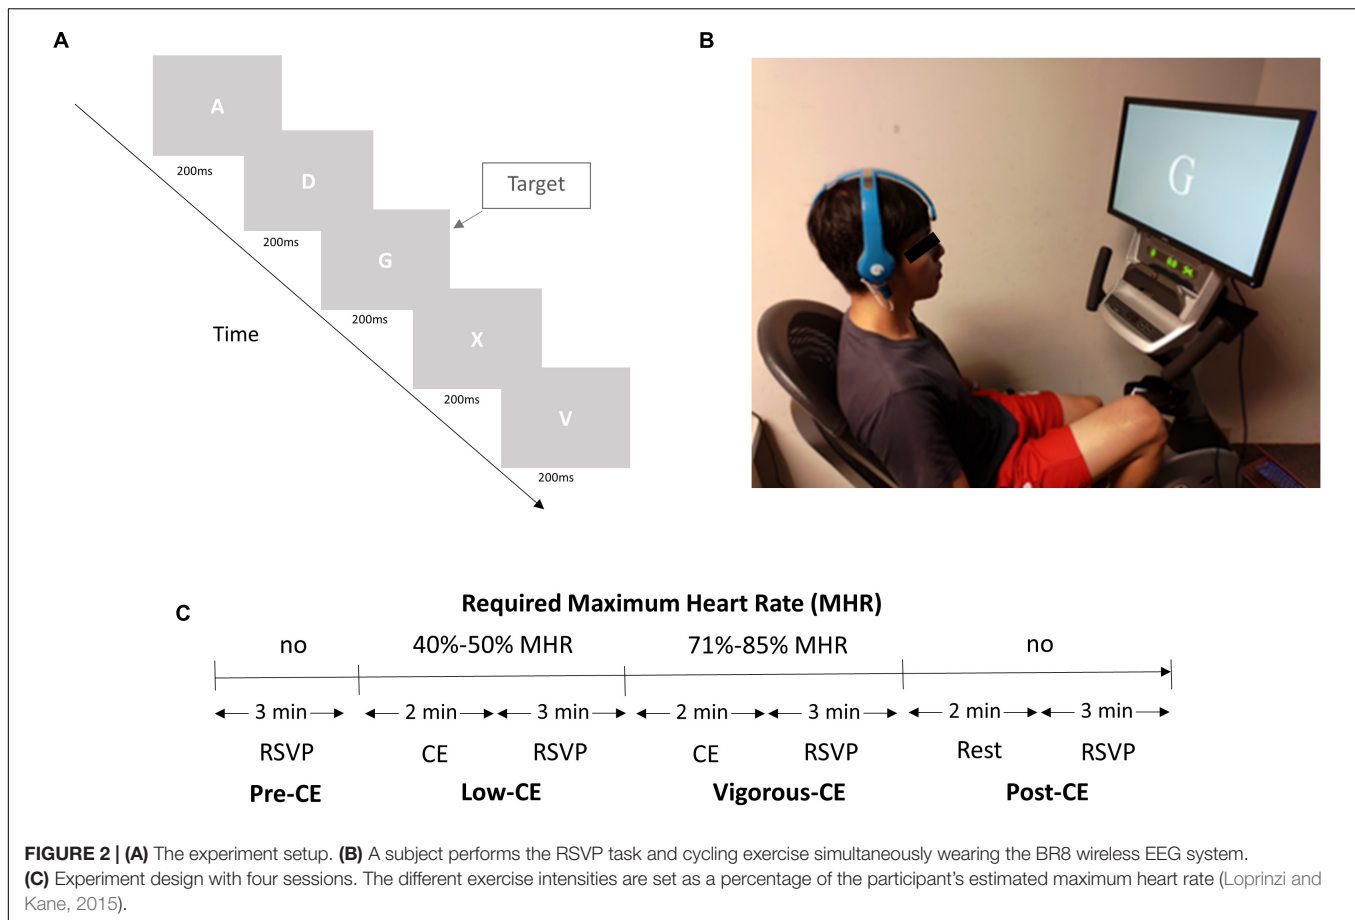 A
A
200ms
D
200ms
Target
G
200ms
Time
X
200ms
V
200ms
B
G
C
Required Maximum Heart Rate (MHR)
no 40%-50% MHR 71%-85% MHR no
3 min 2 min 3 min 2 min 3 min 2 min 3 min
RSVP CE RSVP CE RSVP Rest RSVP
Pre-CE Low-CE Vigorous-CE Post-CE
FIGURE 2 | (A) The experiment setup. (B) A subject performs the RSVP task and cycling exercise simultaneously wearing the BR8 wireless EEG system.
(C) Experiment design with four sessions. The different exercise intensities are set as a percentage of the participant's estimated maximum heart rate (Loprinzi and
Kane, 2015).